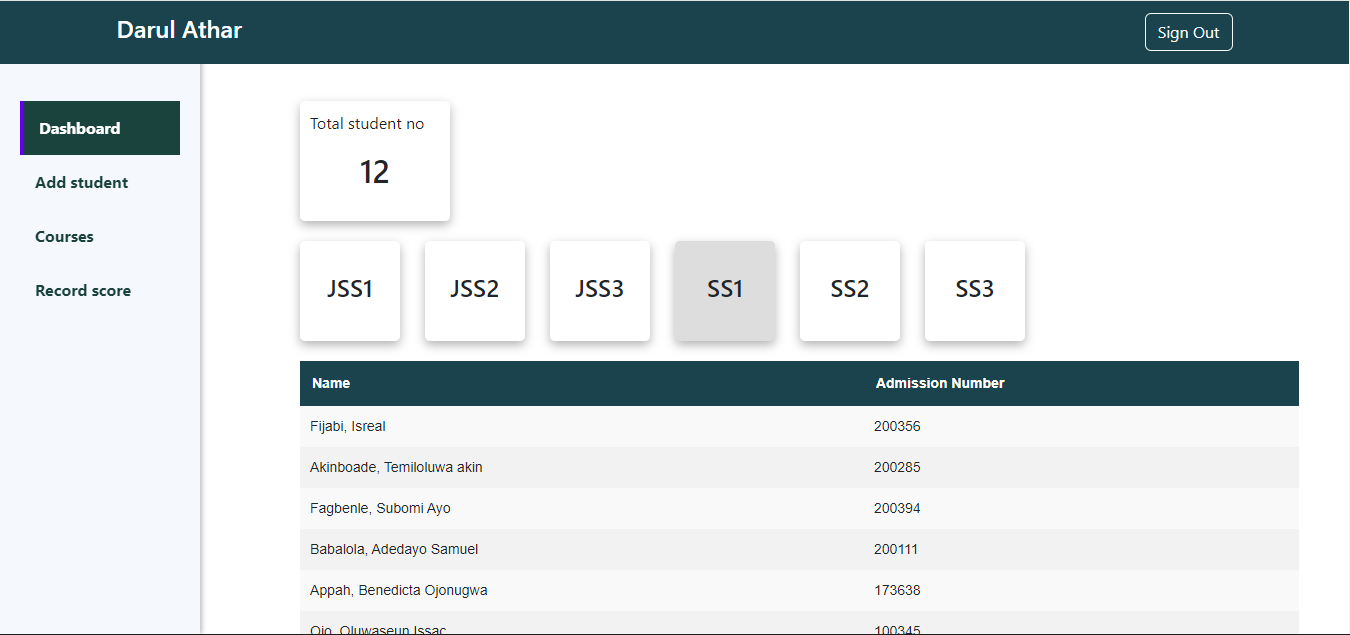 Darul Athar
Sign Out
Dashboard
Add student
Courses
Record score
Total student no
12
JSS1 JSS2 JSS3 SS1 SS2 SS3
Name Admission Number
Fijabi, Isreal 200356
Akinboade, Temiloluwa akin 200285
Fagbenle, Subomi Ayo 200394
Babalola, Adedayo Samuel 200111
Appah, Benedicta Ojonugwa 173638
Ojo, Oluwaseun Issac 100345